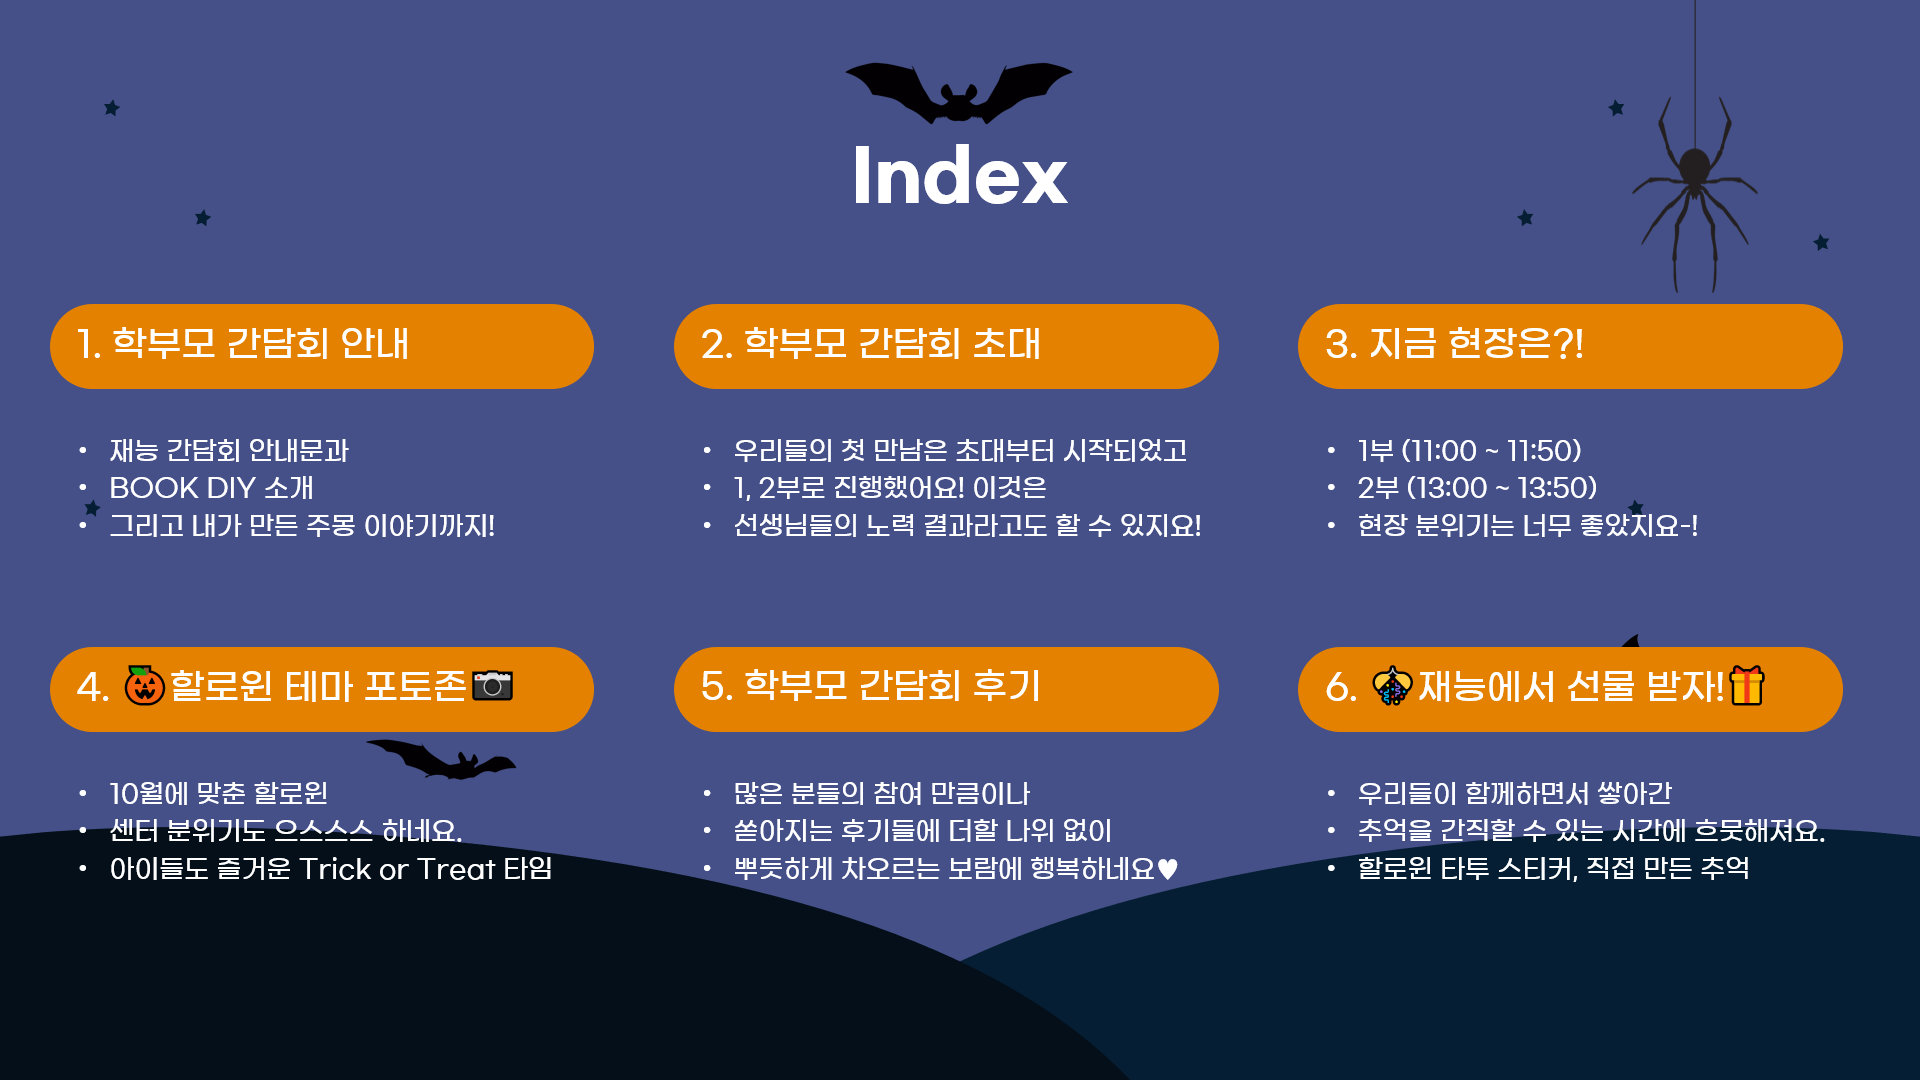 Index
1. 학부모 간담회 안내
• 재능 간담회 안내문과
• BOOK DIY 소개
• 그리고 내가 만든 주몽 이야기까지!
2. 학부모 간담회 초대
• 우리들의 첫 만남은 초대부터 시작되었고
• 1, 2부로 진행했어요! 이것은
• 선생님들의 노력 결과라고도 할 수 있지요!
3. 지금 현장은?!
• 1부 (11:00 ~ 11:50)
• 2부 (13:00 ~ 13:50)
• 현장 분위기는 너무 좋았지요-!
4. 🎃할로윈 테마 포토존📷
• 10월에 맞춘 할로윈
• 센터 분위기도 으스스스 하네요.
• 아이들도 즐거운 Trick or Treat 타임
5. 학부모 간담회 후기
• 많은 분들의 참여 만큼이나
• 쏟아지는 후기들에 더할 나위 없이
• 뿌듯하게 차오르는 보람에 행복하네요♥
6. 재능에서 선물 받자!🎁
• 우리들이 함께하면서 쌓아간
• 추억을 간직할 수 있는 시간에 흐뭇해져요.
• 할로윈 타투 스티커, 직접 만든 추억